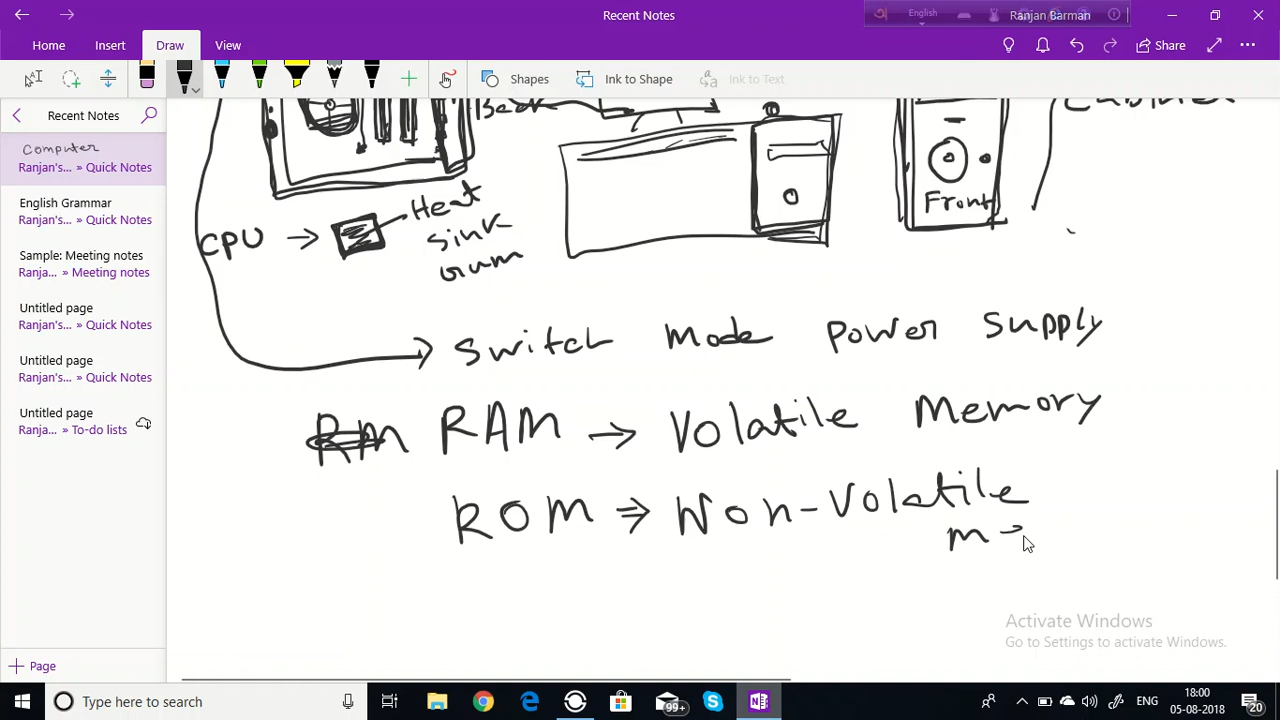 Recent Notes
English
Ranjan Barman
Home
Insert
Draw
View
Share
Shapes
Ink to Shape
Ink to Text
Recent Notes
Computer
Ranjan's... » Quick Notes
English Grammar
Ranjan's... » Quick Notes
Sample: Meeting notes
Ranja... » Meeting notes
Untitled page
Ranjan's... » Quick Notes
Untitled page
Ranjan's... » Quick Notes
Untitled page
Ranja... » To-do lists
Page
Back
Front
CPU → Heat
sink
→ Switch mode power supply
RAM → Volatile Memory
ROM ⇒ Non-Volatile
Activate Windows
Go to Settings to activate Windows.
Type here to search
99+
ENG
18:00
05-08-2018
20